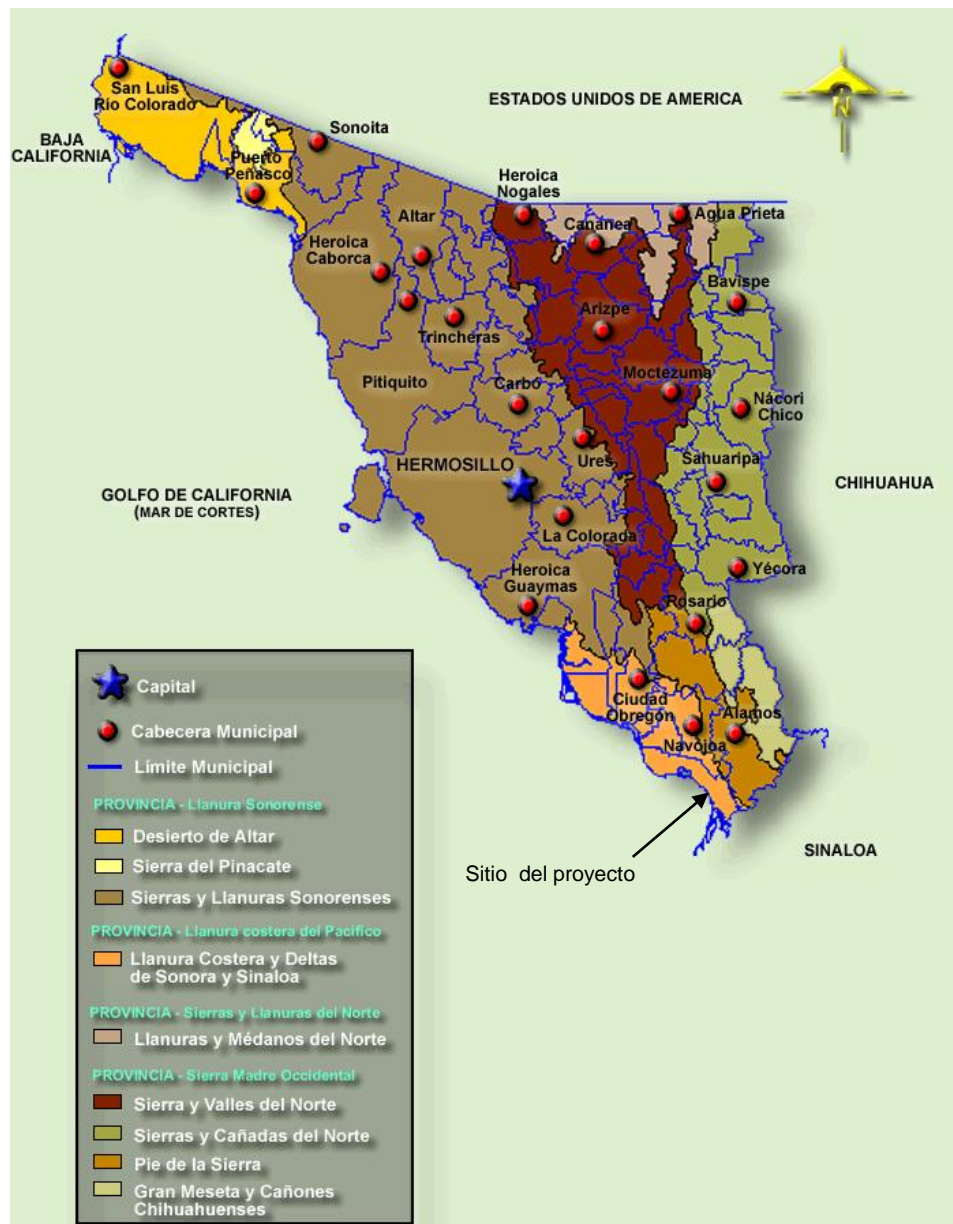 San Luis
Río Colorado
ESTADOS UNIDOS DE AMERICA
N
BAJA
CALIFORNIA
Sonoita
Puerto
Peñasco
Heroica
Nogales
Agua Prieta
Cananea
Altar
Heroica
Caborca
Bavispe
Arizpe
Trincheras
Moctezuma
Pitiquito
Carbo
Nácori
Chico
Ures
Sahuaripa
HERMOSILLO
CHIHUAHUA
GOLFO DE CALIFORNIA
(MAR DE CORTES)
La Colorada
Heroica
Guaymas
Yécora
Rosario
Ciudad
Obregón
Alamos
Navojoa
SINALOA
Sitio del proyecto
Capital
Cabecera Municipal
Límite Municipal
PROVINCIA - Llanura Sonorense
Desierto de Altar
Sierra del Pinacate
Sierras y Llanuras Sonorenses
PROVINCIA - Llanura costera del Pacífico
Llanura Costera y Deltas
de Sonora y Sinaloa
PROVINCIA - Sierras y Llanuras del Norte
Llanuras y Médanos del Norte
PROVINCIA - Sierra Madre Occidental
Sierra y Valles del Norte
Sierras y Cañadas del Norte
Pie de la Sierra
Gran Meseta y Cañones
Chihuahuenses